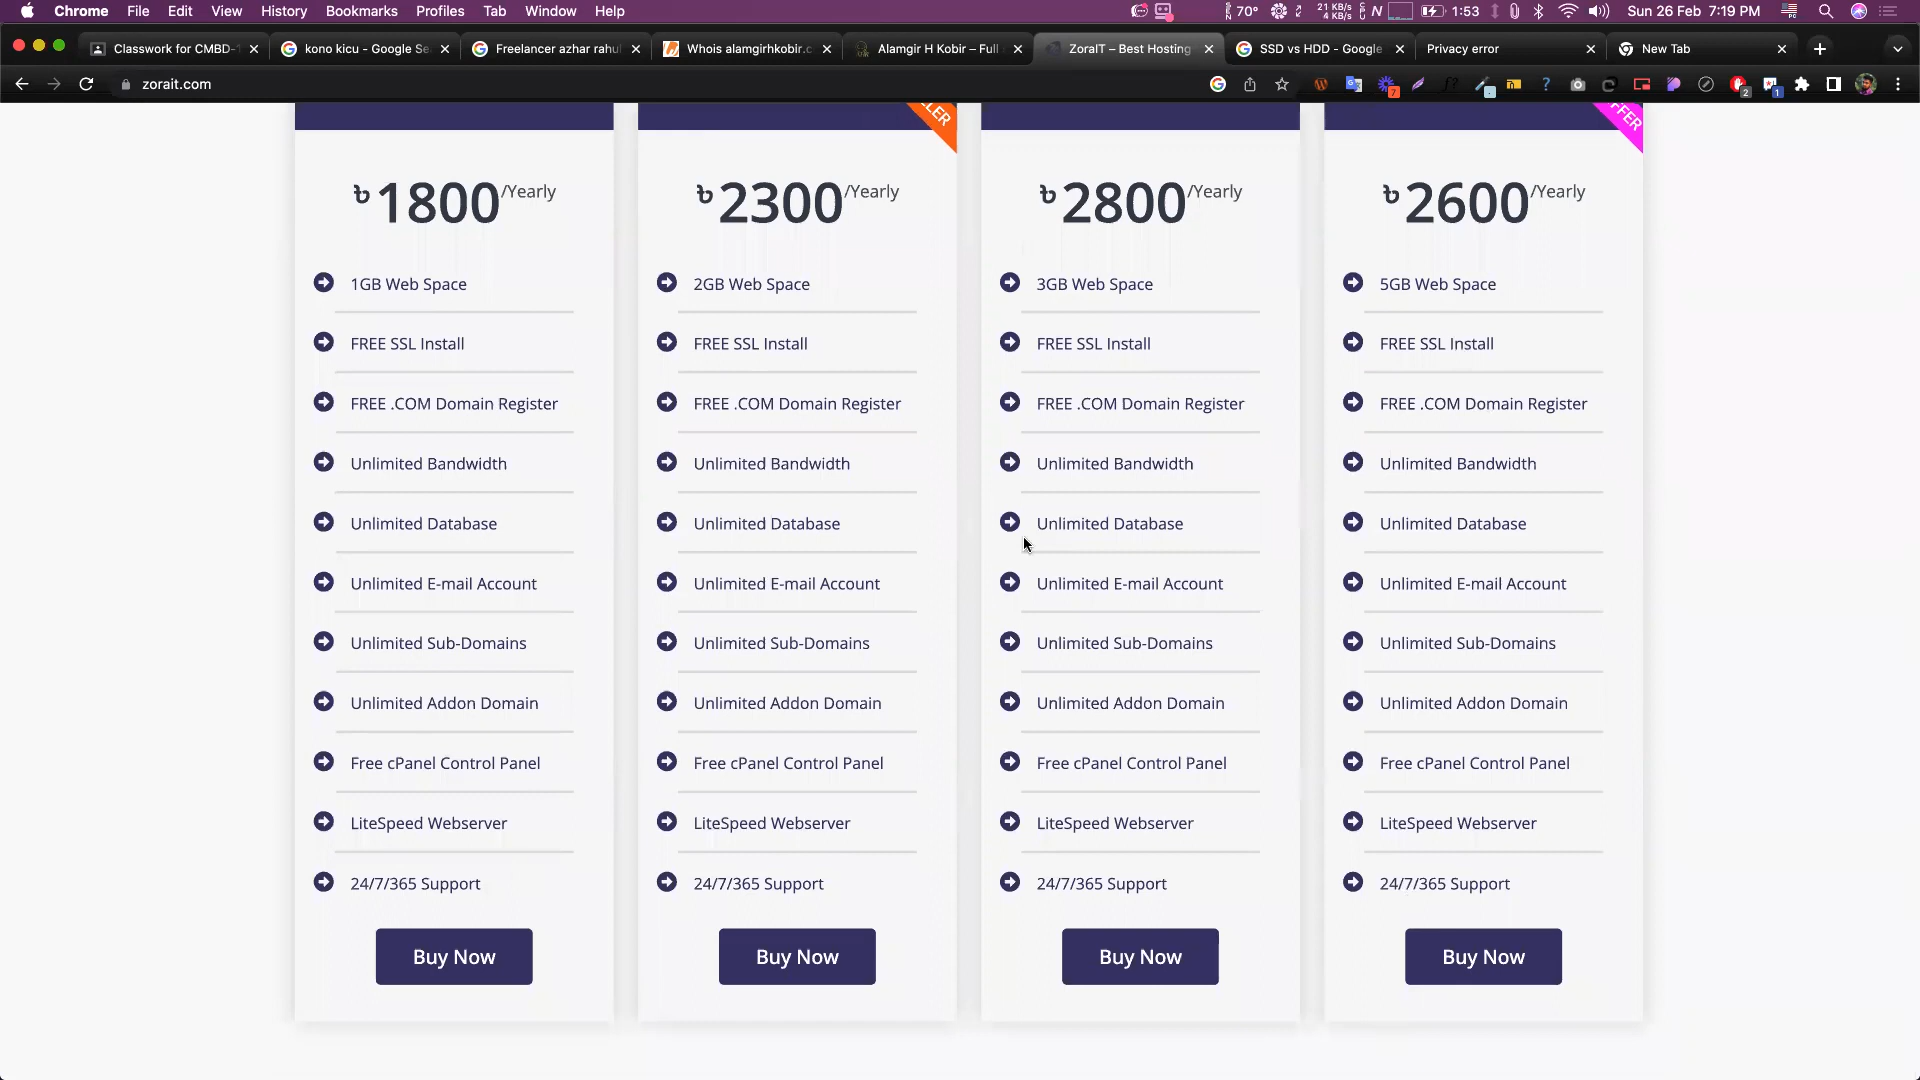 Chrome File Edit View History Bookmarks Profiles Tab Window Help
70° 21 KB/s 4 KB/s N 1:53 Sun 26 Feb 7:19 PM
Classwork for CMBD-1
kono kicu - Google Se
Freelancer azhar rahul
Whois alamgirhkobir.c
Alamgir H Kobir – Full
ZoraIT – Best Hosting
SSD vs HDD - Google
Privacy error
New Tab
zorait.com
7 2 1
LLER
FFER
৳1800/Yearly
1GB Web Space
FREE SSL Install
FREE .COM Domain Register
Unlimited Bandwidth
Unlimited Database
Unlimited E-mail Account
Unlimited Sub-Domains
Unlimited Addon Domain
Free cPanel Control Panel
LiteSpeed Webserver
24/7/365 Support
Buy Now
৳2300/Yearly
2GB Web Space
FREE SSL Install
FREE .COM Domain Register
Unlimited Bandwidth
Unlimited Database
Unlimited E-mail Account
Unlimited Sub-Domains
Unlimited Addon Domain
Free cPanel Control Panel
LiteSpeed Webserver
24/7/365 Support
Buy Now
৳2800/Yearly
3GB Web Space
FREE SSL Install
FREE .COM Domain Register
Unlimited Bandwidth
Unlimited Database
Unlimited E-mail Account
Unlimited Sub-Domains
Unlimited Addon Domain
Free cPanel Control Panel
LiteSpeed Webserver
24/7/365 Support
Buy Now
৳2600/Yearly
5GB Web Space
FREE SSL Install
FREE .COM Domain Register
Unlimited Bandwidth
Unlimited Database
Unlimited E-mail Account
Unlimited Sub-Domains
Unlimited Addon Domain
Free cPanel Control Panel
LiteSpeed Webserver
24/7/365 Support
Buy Now